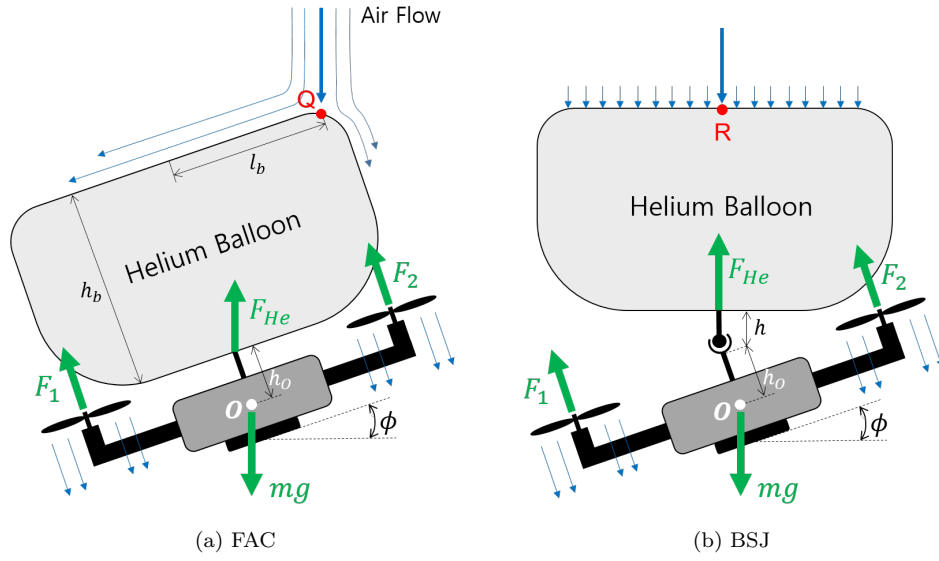 Air Flow
Q
l_b
Helium Balloon
h_b
F_He
F_1
F_2
h_O
O
ϕ
mg
(a) FAC
R
Helium Balloon
F_He
F_2
h
F_1
h_O
O
ϕ
mg
(b) BSJ